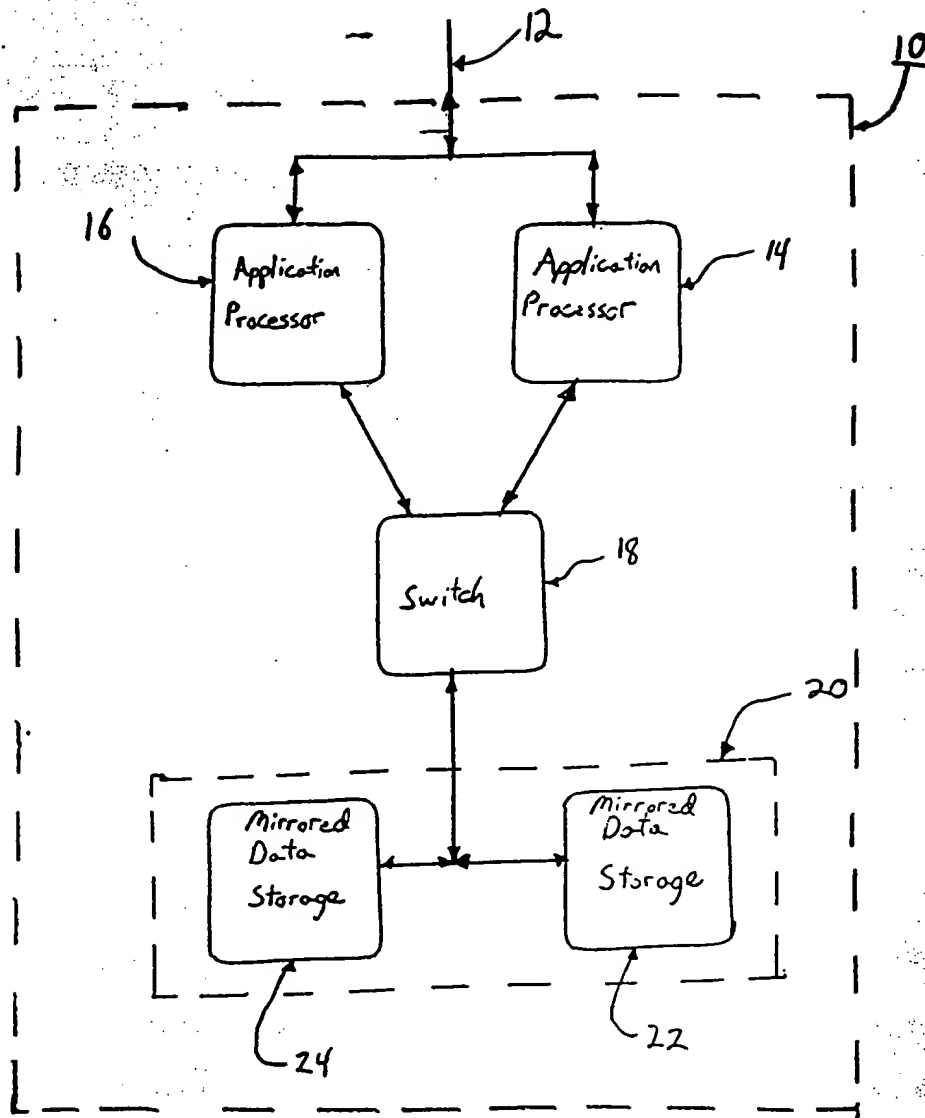 12
10
16
Application
Processor
Application
Processor
14
Switch
18
20
Mirrored
Data
Storage
Mirrored
Data
Storage
24
22